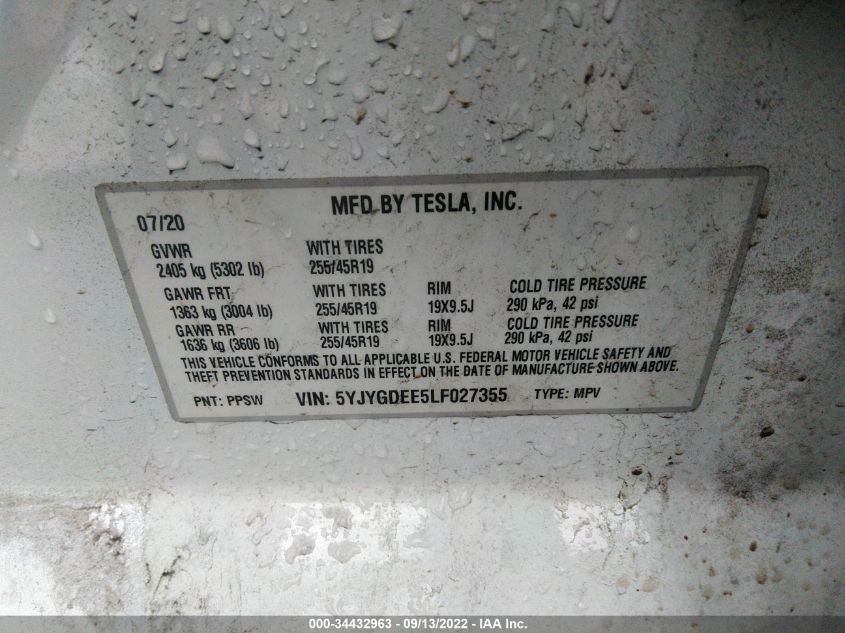 MFD BY TESLA, INC.
07/20
GVWR WITH TIRES
2405 kg (5302 lb) 255/45R19
GAWR FRT WITH TIRES RIM COLD TIRE PRESSURE
1363 kg (3004 lb) 255/45R19 19X9.5J 290 kPa, 42 psi
GAWR RR WITH TIRES RIM COLD TIRE PRESSURE
1636 kg (3606 lb) 255/45R19 19X9.5J 290 kPa, 42 psi
THIS VEHICLE CONFORMS TO ALL APPLICABLE U.S. FEDERAL MOTOR VEHICLE SAFETY AND
THEFT PREVENTION STANDARDS IN EFFECT ON THE DATE OF MANUFACTURE SHOWN ABOVE.
PNT: PPSW VIN: 5YJYGDEE5LF027355 TYPE: MPV
000-34432963 - 09/13/2022 - IAA Inc.